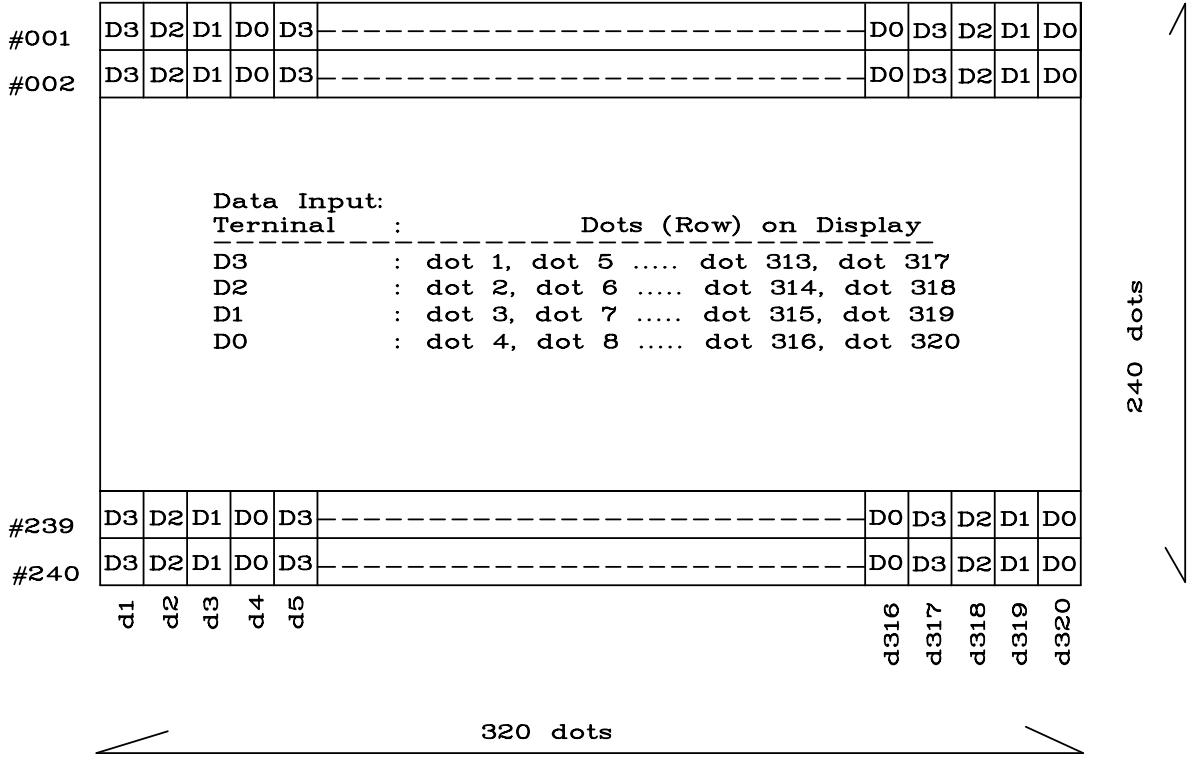 #001 D3 D2 D1 D0 D3 D0 D3 D2 D1 D0
#002 D3 D2 D1 D0 D3 D0 D3 D2 D1 D0
Data Input:
Terninal : Dots (Row) on Display
D3 : dot 1, dot 5 ..... dot 313, dot 317
D2 : dot 2, dot 6 ..... dot 314, dot 318
D1 : dot 3, dot 7 ..... dot 315, dot 319
D0 : dot 4, dot 8 ..... dot 316, dot 320
240 dots
#239 D3 D2 D1 D0 D3 D0 D3 D2 D1 D0
#240 D3 D2 D1 D0 D3 D0 D3 D2 D1 D0
d1 d2 d3 d4 d5 d316 d317 d318 d319 d320
320 dots